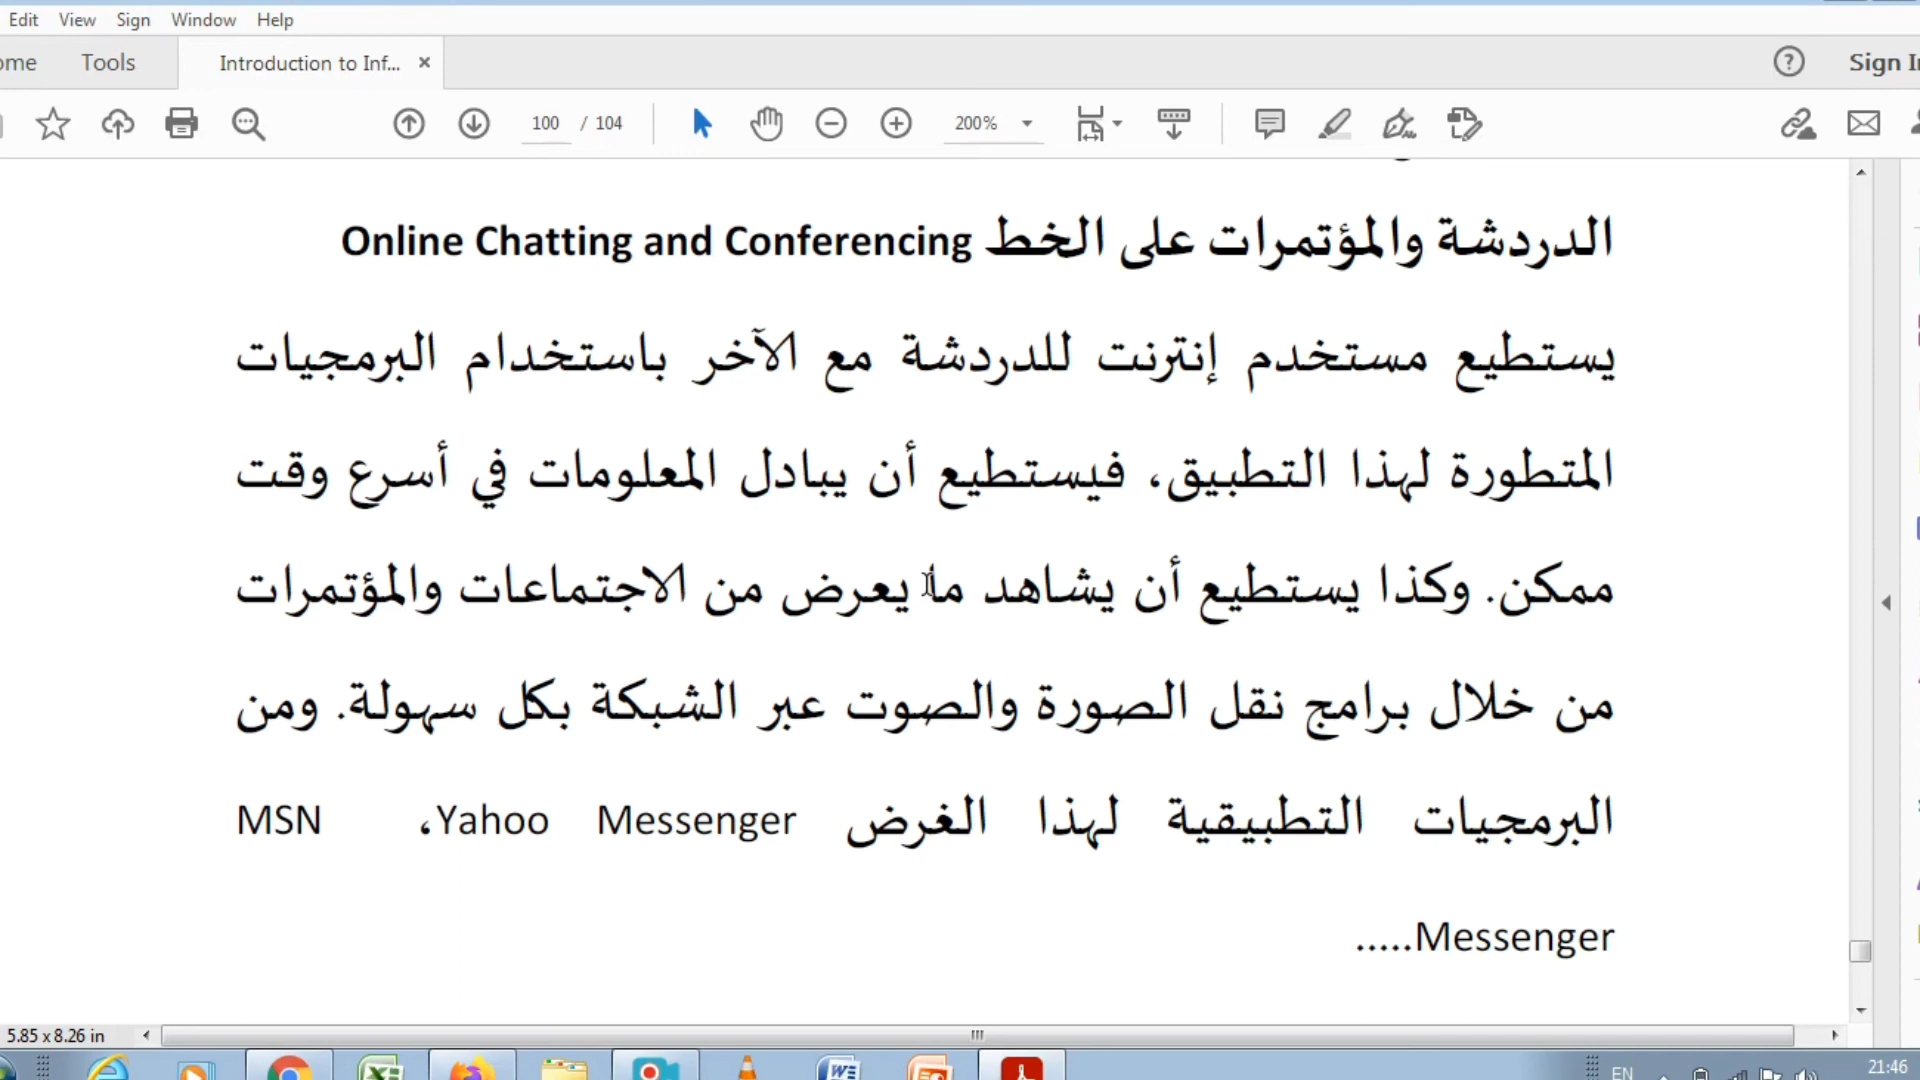 Edit View Sign Window Help
Tools Introduction to Inf... Sign
100 / 104 200%
الدردشة والمؤتمرات على الخط Online Chatting and Conferencing
يستطيع مستخدم إنترنت للدردشة مع الآخر باستخدام البرمجيات
المتطورة لهذا التطبيق، فيستطيع أن يبادل المعلومات في أسرع وقت
ممكن. وكذا يستطيع أن يشاهد ما يعرض من الاجتماعات والمؤتمرات
من خلال برامج نقل الصورة والصوت عبر الشبكة بكل سهولة. ومن
البرمجيات التطبيقية لهذا الغرض Yahoo Messenger، MSN
Messenger.....
5.85 x 8.26 in
EN 21:46